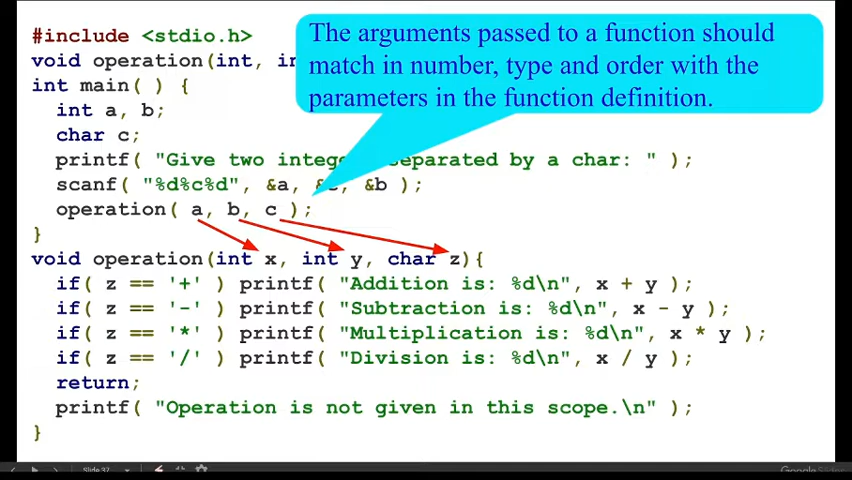 #include <stdio.h>
void operation(int,
int main( ) {
The arguments passed to a function should
match in number, type and order with the
parameters in the function definition.
int a, b;
char c;
printf( "Give two separated by a char: " );
scanf( "%d%c%d", &a, &b );
operation( a, b, c );
}
void operation(int x, int y, char z){
if( z == '+' ) printf( "Addition is: %d\n", x + y );
if( z == '-' ) printf( "Subtraction is: %d\n", x - y );
if( z == '*' ) printf( "Multiplication is: %d\n", x * y );
if( z == '/' ) printf( "Division is: %d\n", x / y );
return;
printf( "Operation is not given in this scope.\n" );
}
Slide 37